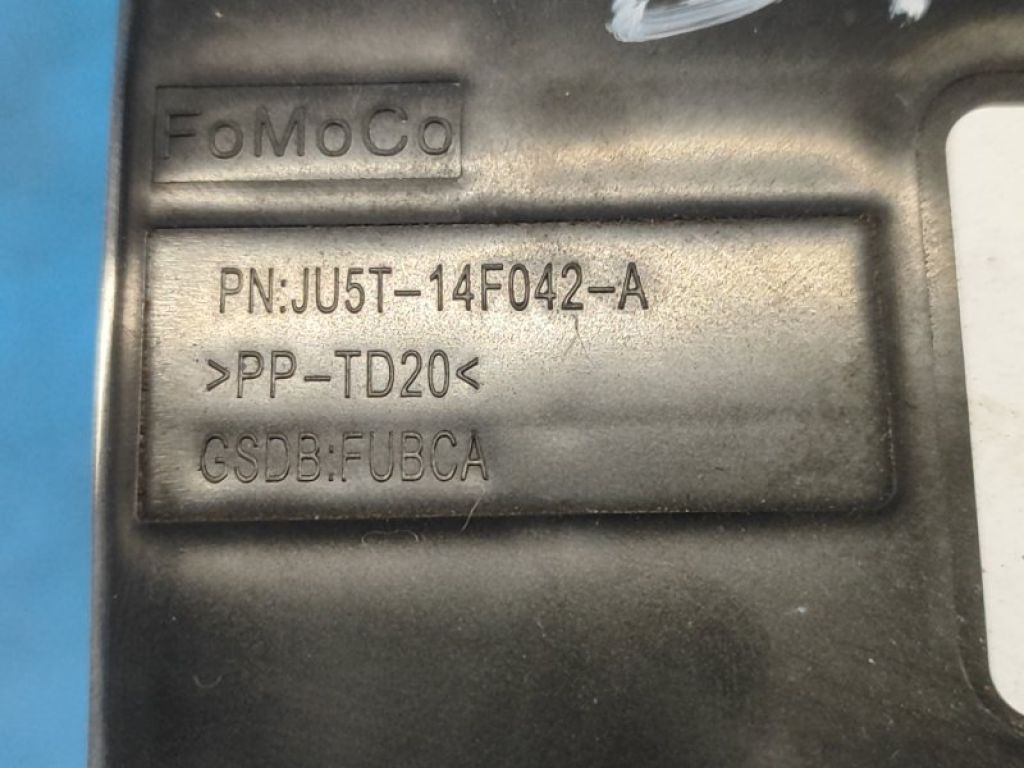 FoMoCo
PN:JU5T-14F042-A
>PP-TD20<
GSDB:FUBCA